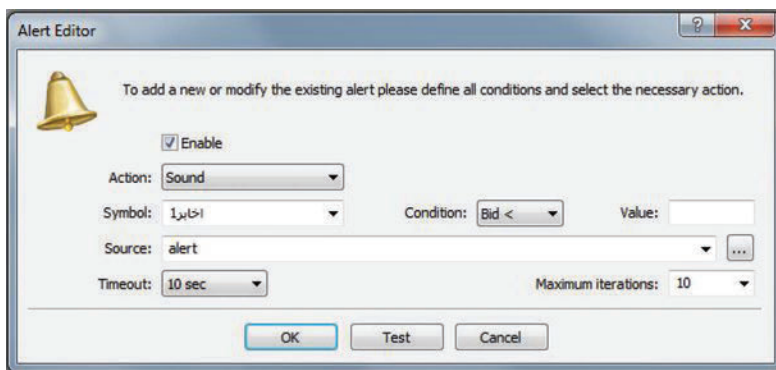 Alert Editor
To add a new or modify the existing alert please define all conditions and select the necessary action.
Enable
Action: Sound
Symbol: اخابر1 Condition: Bid < Value:
Source: alert ...
Timeout: 10 sec Maximum iterations: 10
OK Test Cancel